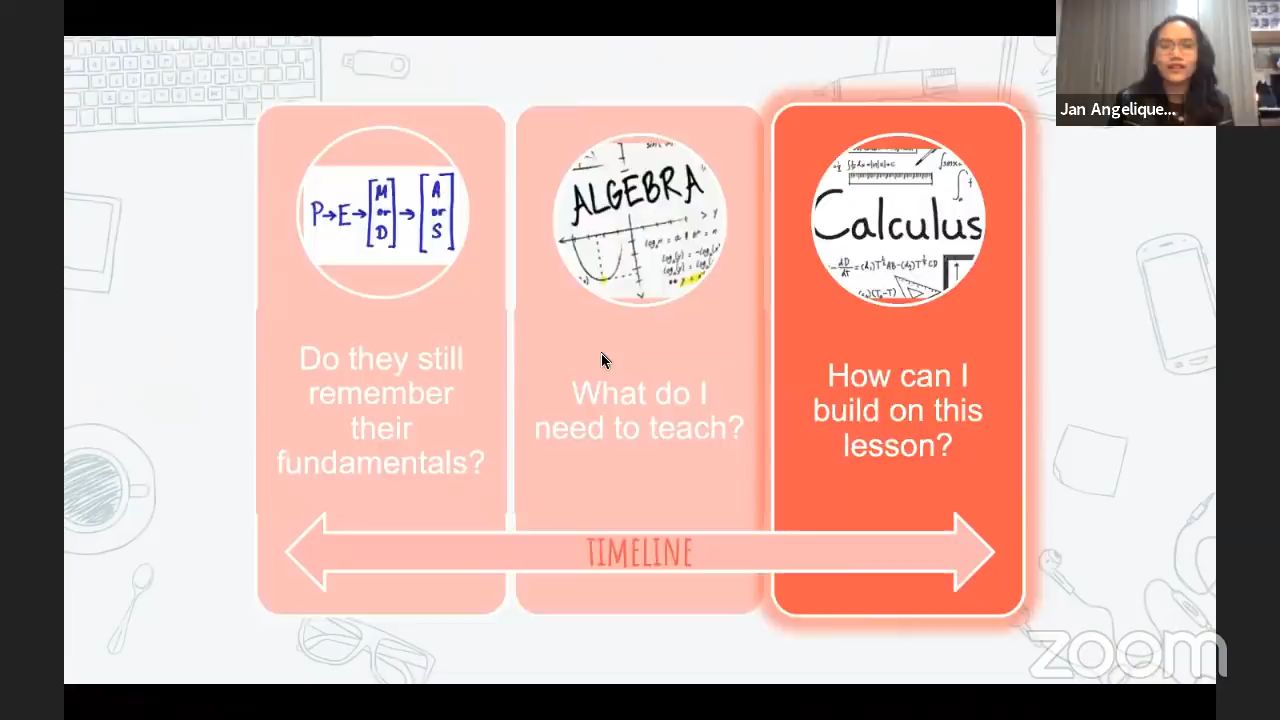 Jan Angelique...
P→E→[M or D]→[A or S]
ALGEBRA
Calculus
Do they still
remember
their
fundamentals?
What do I
need to teach?
How can I
build on this
lesson?
TIMELINE
zoom